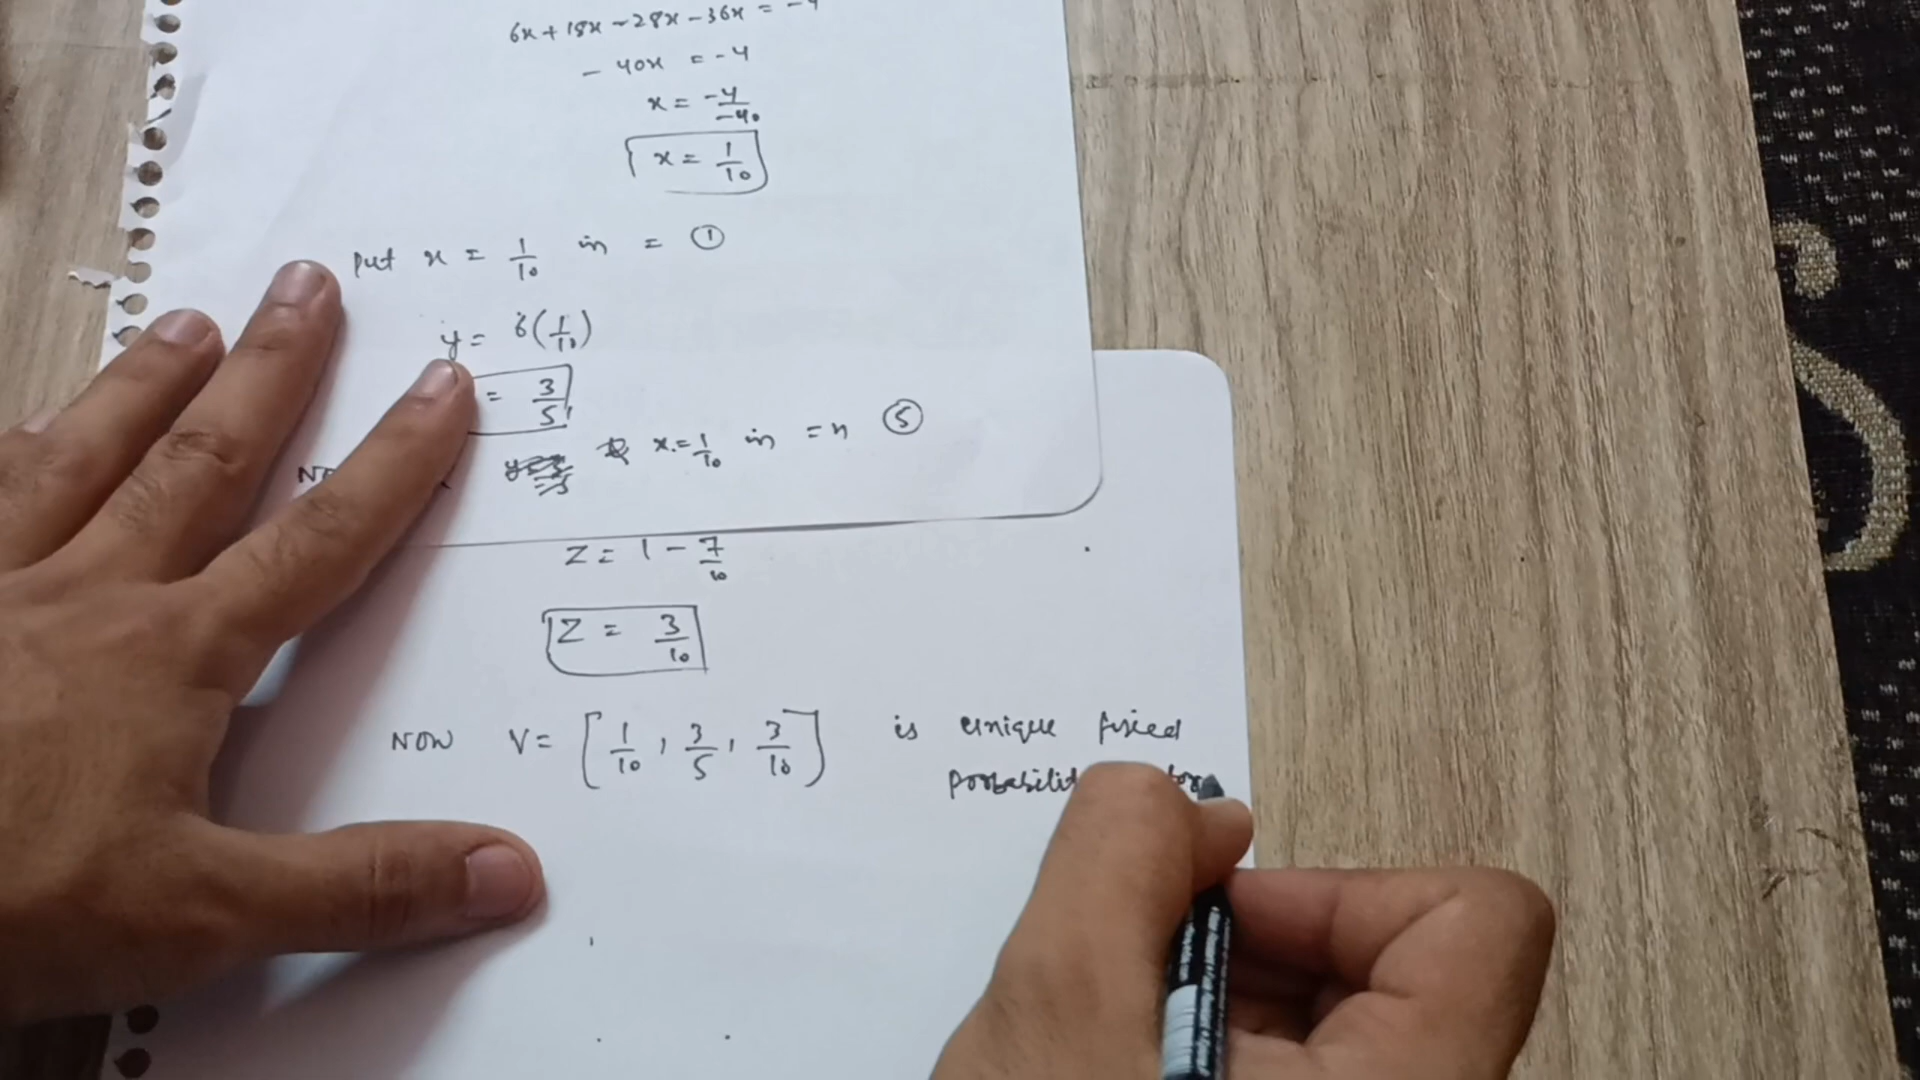 6x + 18x - 28x - 36x = -4
- 40x = -4
x = -4/-40
x = 1/10
Put x = 1/10 in = ①
y = 6(1/10)
= 3/5
x = 1/10 in = n ⑤
Z = 1 - 7/10
Z = 3/10
NOW V = [1/10, 3/5, 3/10] is unique fixed